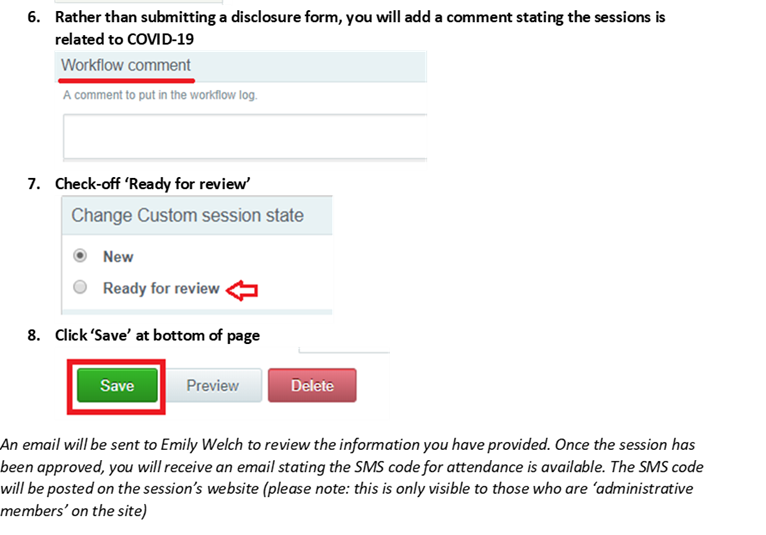 6. Rather than submitting a disclosure form, you will add a comment stating the sessions is
related to COVID-19
Workflow comment
A comment to put in the workflow log.
7. Check-off ‘Ready for review’
Change Custom session state
New
Ready for review
8. Click ‘Save’ at bottom of page
Save Preview Delete
An email will be sent to Emily Welch to review the information you have provided. Once the session has
been approved, you will receive an email stating the SMS code for attendance is available. The SMS code
will be posted on the session’s website (please note: this is only visible to those who are ‘administrative
members’ on the site)